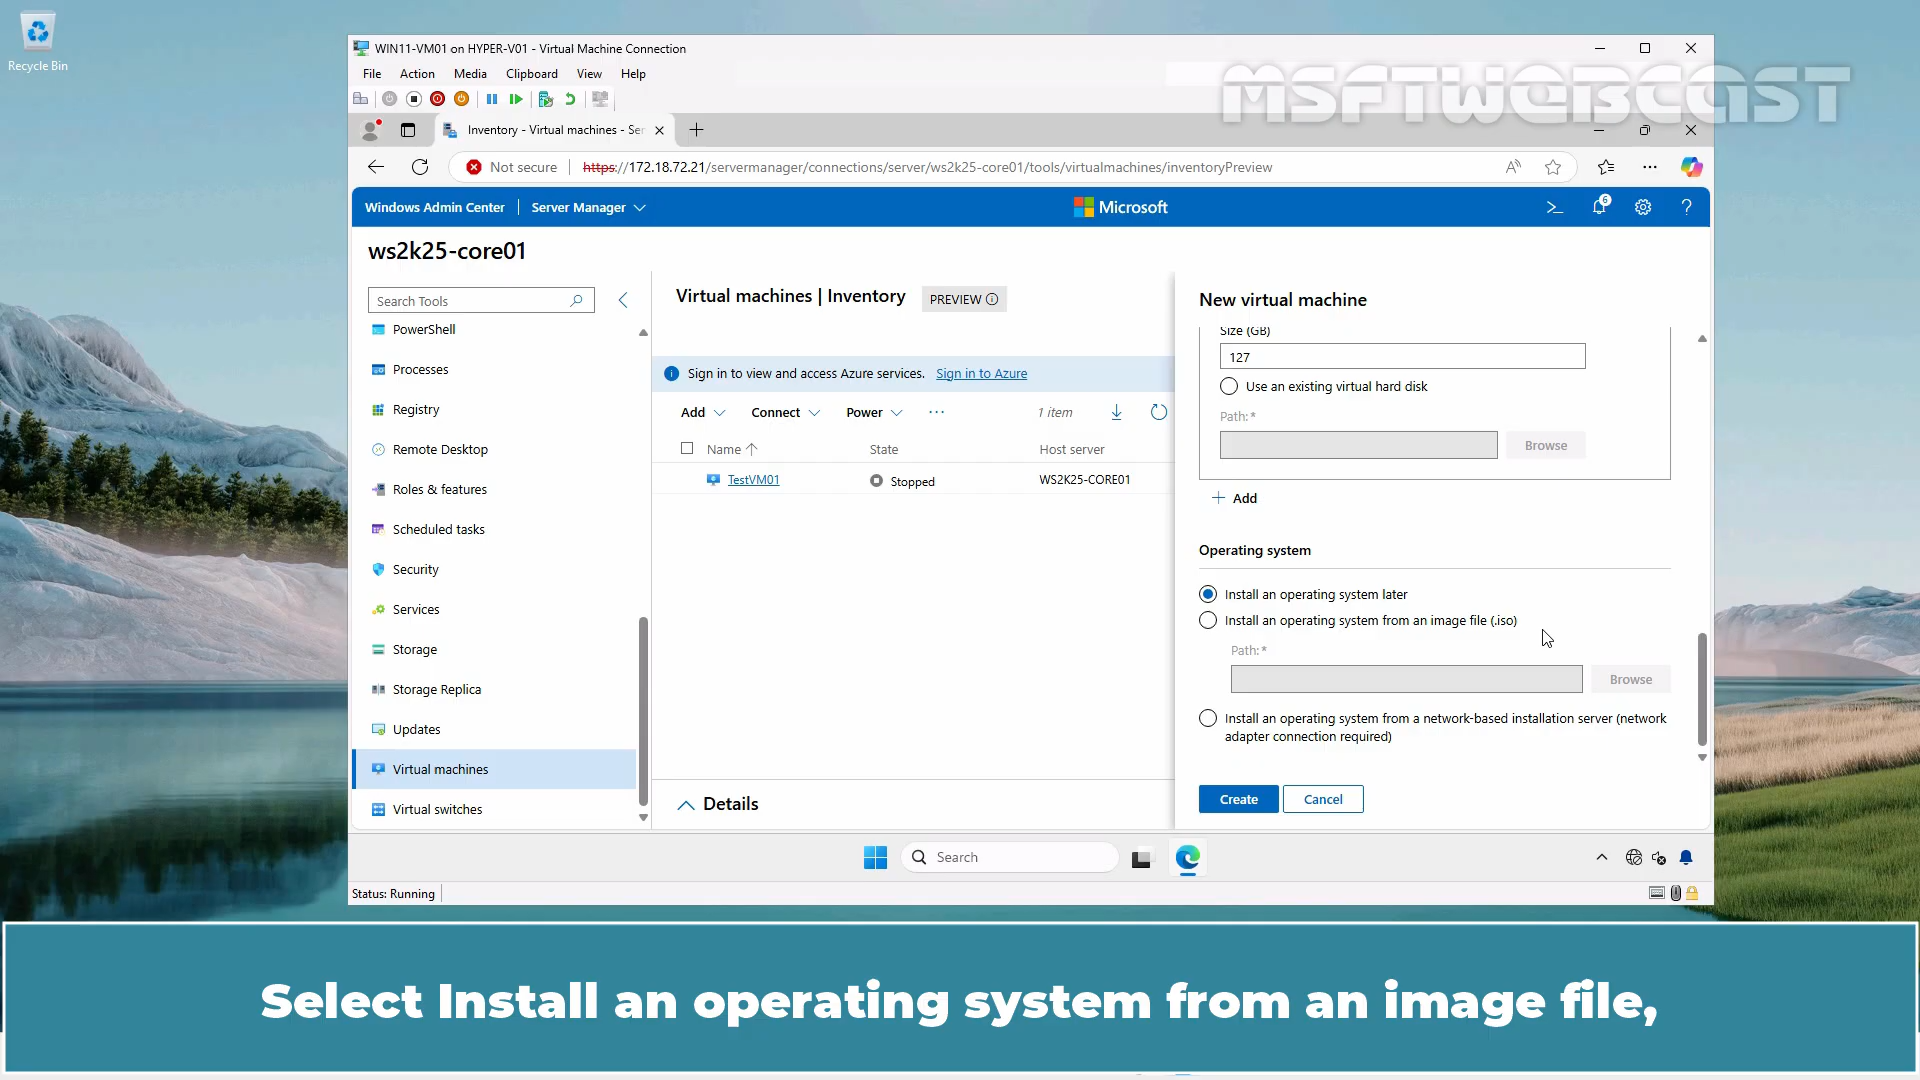 Recycle Bin
WIN11-VM01 on HYPER-V01 - Virtual Machine Connection
File Action Media Clipboard View Help
MSFTWEBCAST
Inventory - Virtual machines - Ser
Not secure https://172.18.72.21/servermanager/connections/server/ws2k25-core01/tools/virtualmachines/inventoryPreview
Windows Admin Center Server Manager Microsoft 6 ?
ws2k25-core01
Search Tools
PowerShell
Processes
Registry
Remote Desktop
Roles & features
Scheduled tasks
Security
Services
Storage
Storage Replica
Updates
Virtual machines
Virtual switches
Virtual machines | Inventory PREVIEW
Sign in to view and access Azure services. Sign in to Azure
Add Connect Power ... 1 item
Name State Host server
TestVM01 Stopped WS2K25-CORE01
Details
New virtual machine
Size (GB)
127
Use an existing virtual hard disk
Path:*
Browse
Add
Operating system
Install an operating system later
Install an operating system from an image file (.iso)
Path:*
Browse
Install an operating system from a network-based installation server (network
adapter connection required)
Create Cancel
Search
Status: Running
Select Install an operating system from an image file,